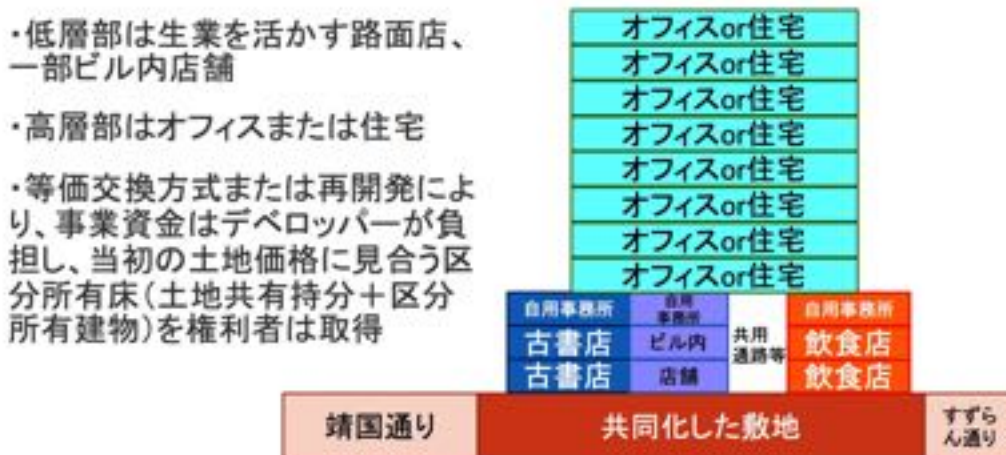 ・低層部は生業を活かす路面店、
一部ビル内店舗
・高層部はオフィスまたは住宅
・等価交換方式または再開発によ
り、事業資金はデベロッパーが負
担し、当初の土地価格に見合う区
分所有床（土地共有持分＋区分
所有建物）を権利者は取得
オフィスor住宅
オフィスor住宅
オフィスor住宅
オフィスor住宅
オフィスor住宅
オフィスor住宅
オフィスor住宅
オフィスor住宅
自用事務所
自用
事務所
自用事務所
古書店
ビル内
共用
通路等
飲食店
古書店
店舗
飲食店
靖国通り
共同化した敷地
すずら
ん通り